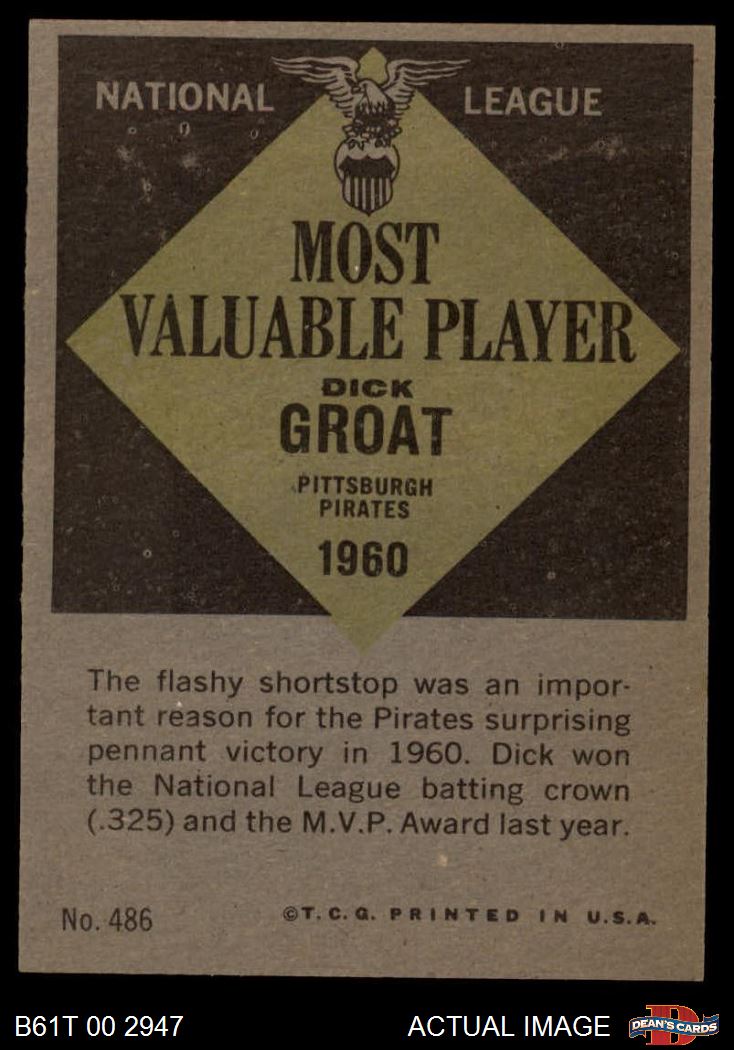 NATIONAL LEAGUE
MOST
VALUABLE PLAYER
DICK
GROAT
PITTSBURGH
PIRATES
1960
The flashy shortstop was an impor-
tant reason for the Pirates surprising
pennant victory in 1960. Dick won
the National League batting crown
(.325) and the M.V.P. Award last year.
No. 486 ©T.C.G. PRINTED IN U.S.A.
B61T 00 2947 ACTUAL IMAGE DEAN'S CARDS